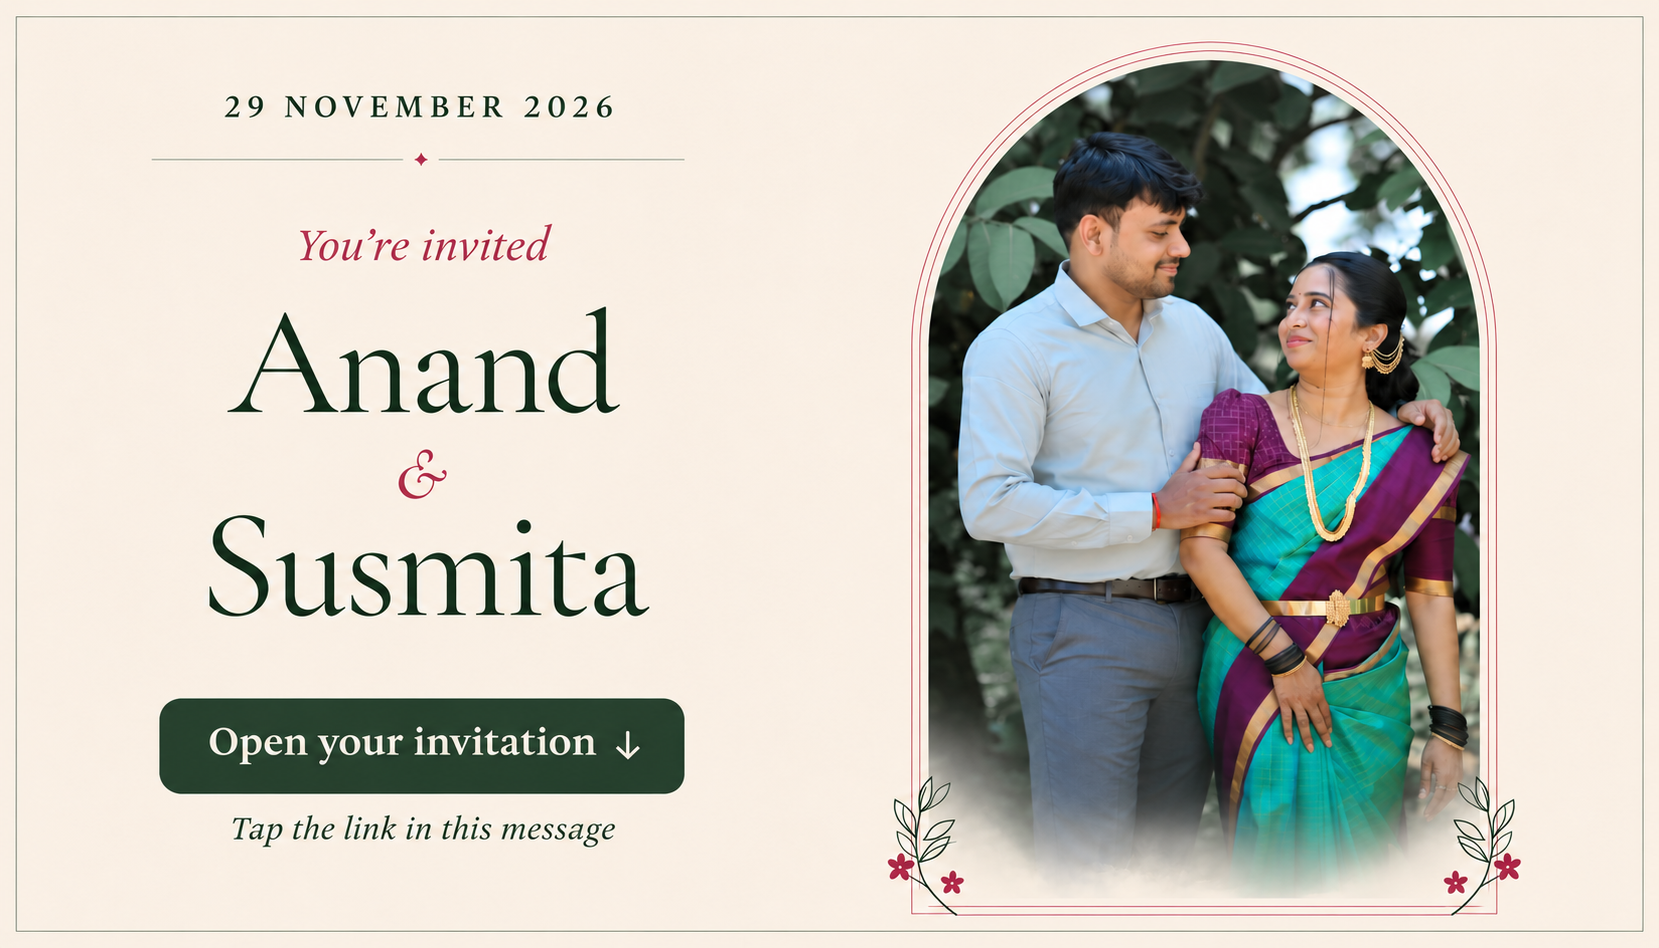 29 NOVEMBER 2026
You’re invited
Anand
&
Susmita
Open your invitation ↓
Tap the link in this message